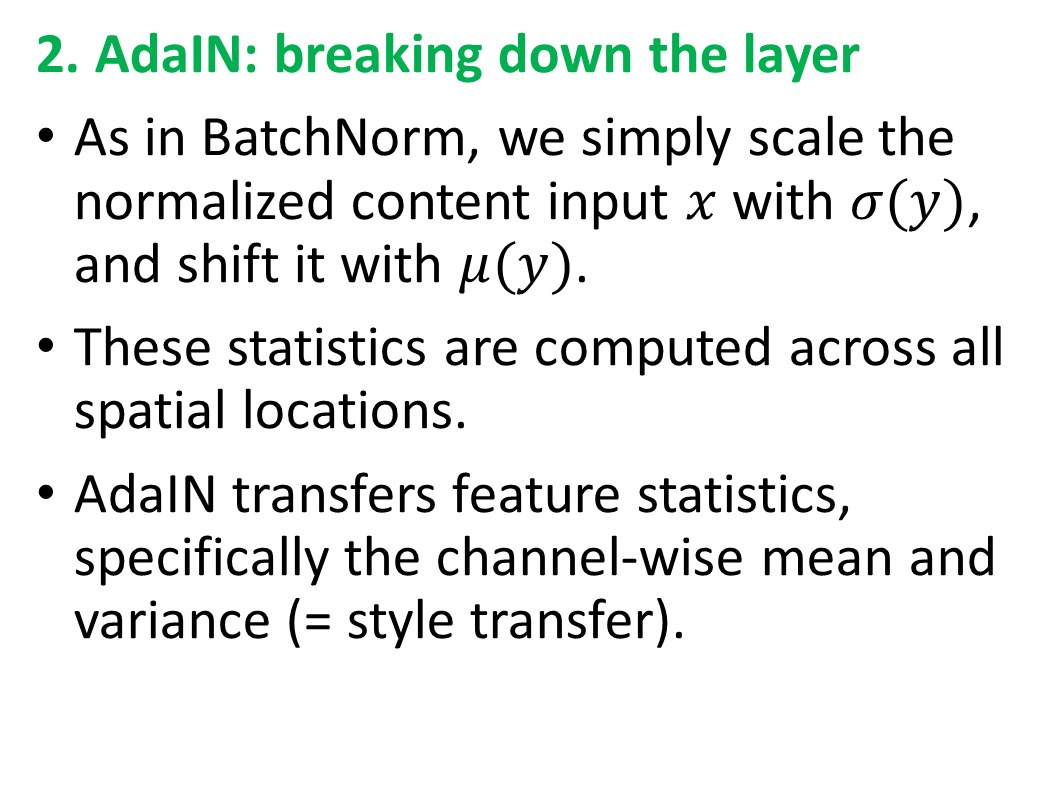 2. AdaIN: breaking down the layer
• As in BatchNorm, we simply scale the
normalized content input 𝑥 with 𝜎(𝑦),
and shift it with 𝜇(𝑦).
• These statistics are computed across all
spatial locations.
• AdaIN transfers feature statistics,
specifically the channel-wise mean and
variance (= style transfer).